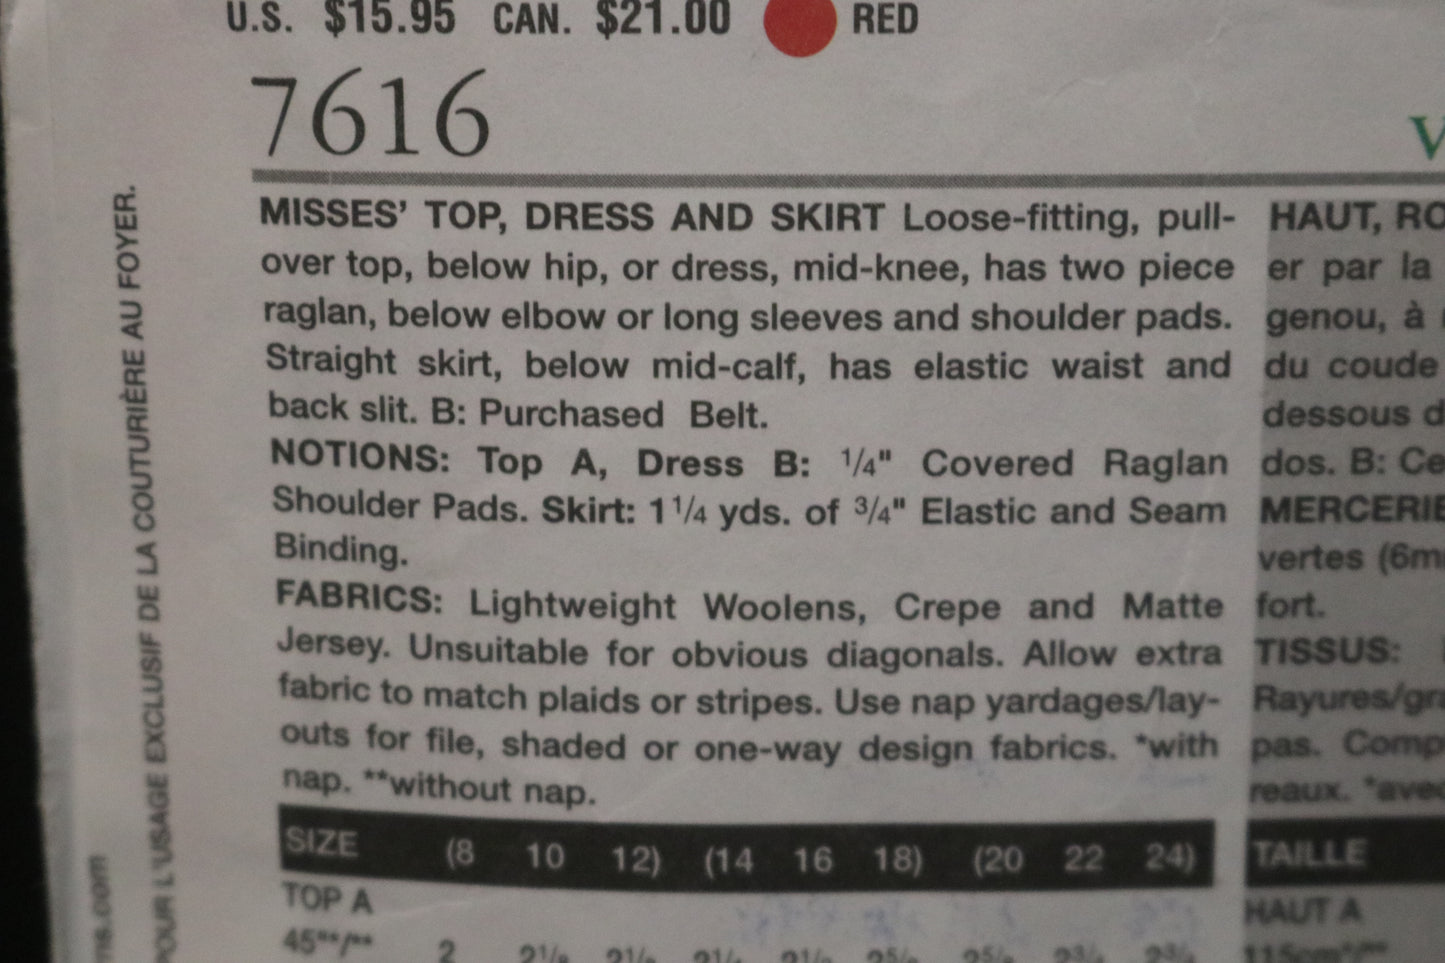 U.S. $15.95 CAN. $21.00 RED
7616
V
MISSES' TOP, DRESS AND SKIRT Loose-fitting, pull-
over top, below hip, or dress, mid-knee, has two piece
raglan, below elbow or long sleeves and shoulder pads.
Straight skirt, below mid-calf, has elastic waist and
back slit. B: Purchased Belt.
NOTIONS: Top A, Dress B: 1/4" Covered Raglan
Shoulder Pads. Skirt: 1 1/4 yds. of 3/4" Elastic and Seam
Binding.
FABRICS: Lightweight Woolens, Crepe and Matte
Jersey. Unsuitable for obvious diagonals. Allow extra
fabric to match plaids or stripes. Use nap yardages/lay-
outs for file, shaded or one-way design fabrics. *with
nap. **without nap.
SIZE (8 10 12) (14 16 18) (20 22 24)
TOP A
45"*/** 2
HAUT, RO
er par la
genou, à
du coude
dessous d
dos. B: Ce
MERCERIE
vertes (6m
fort.
TISSUS:
Rayures/gra
pas. Comp
reaux. *avec
TAILLE
HAUT A
115cm*/**
POUR L'USAGE EXCLUSIF DE LA COUTURIÈRE AU FOYER.
ns.com